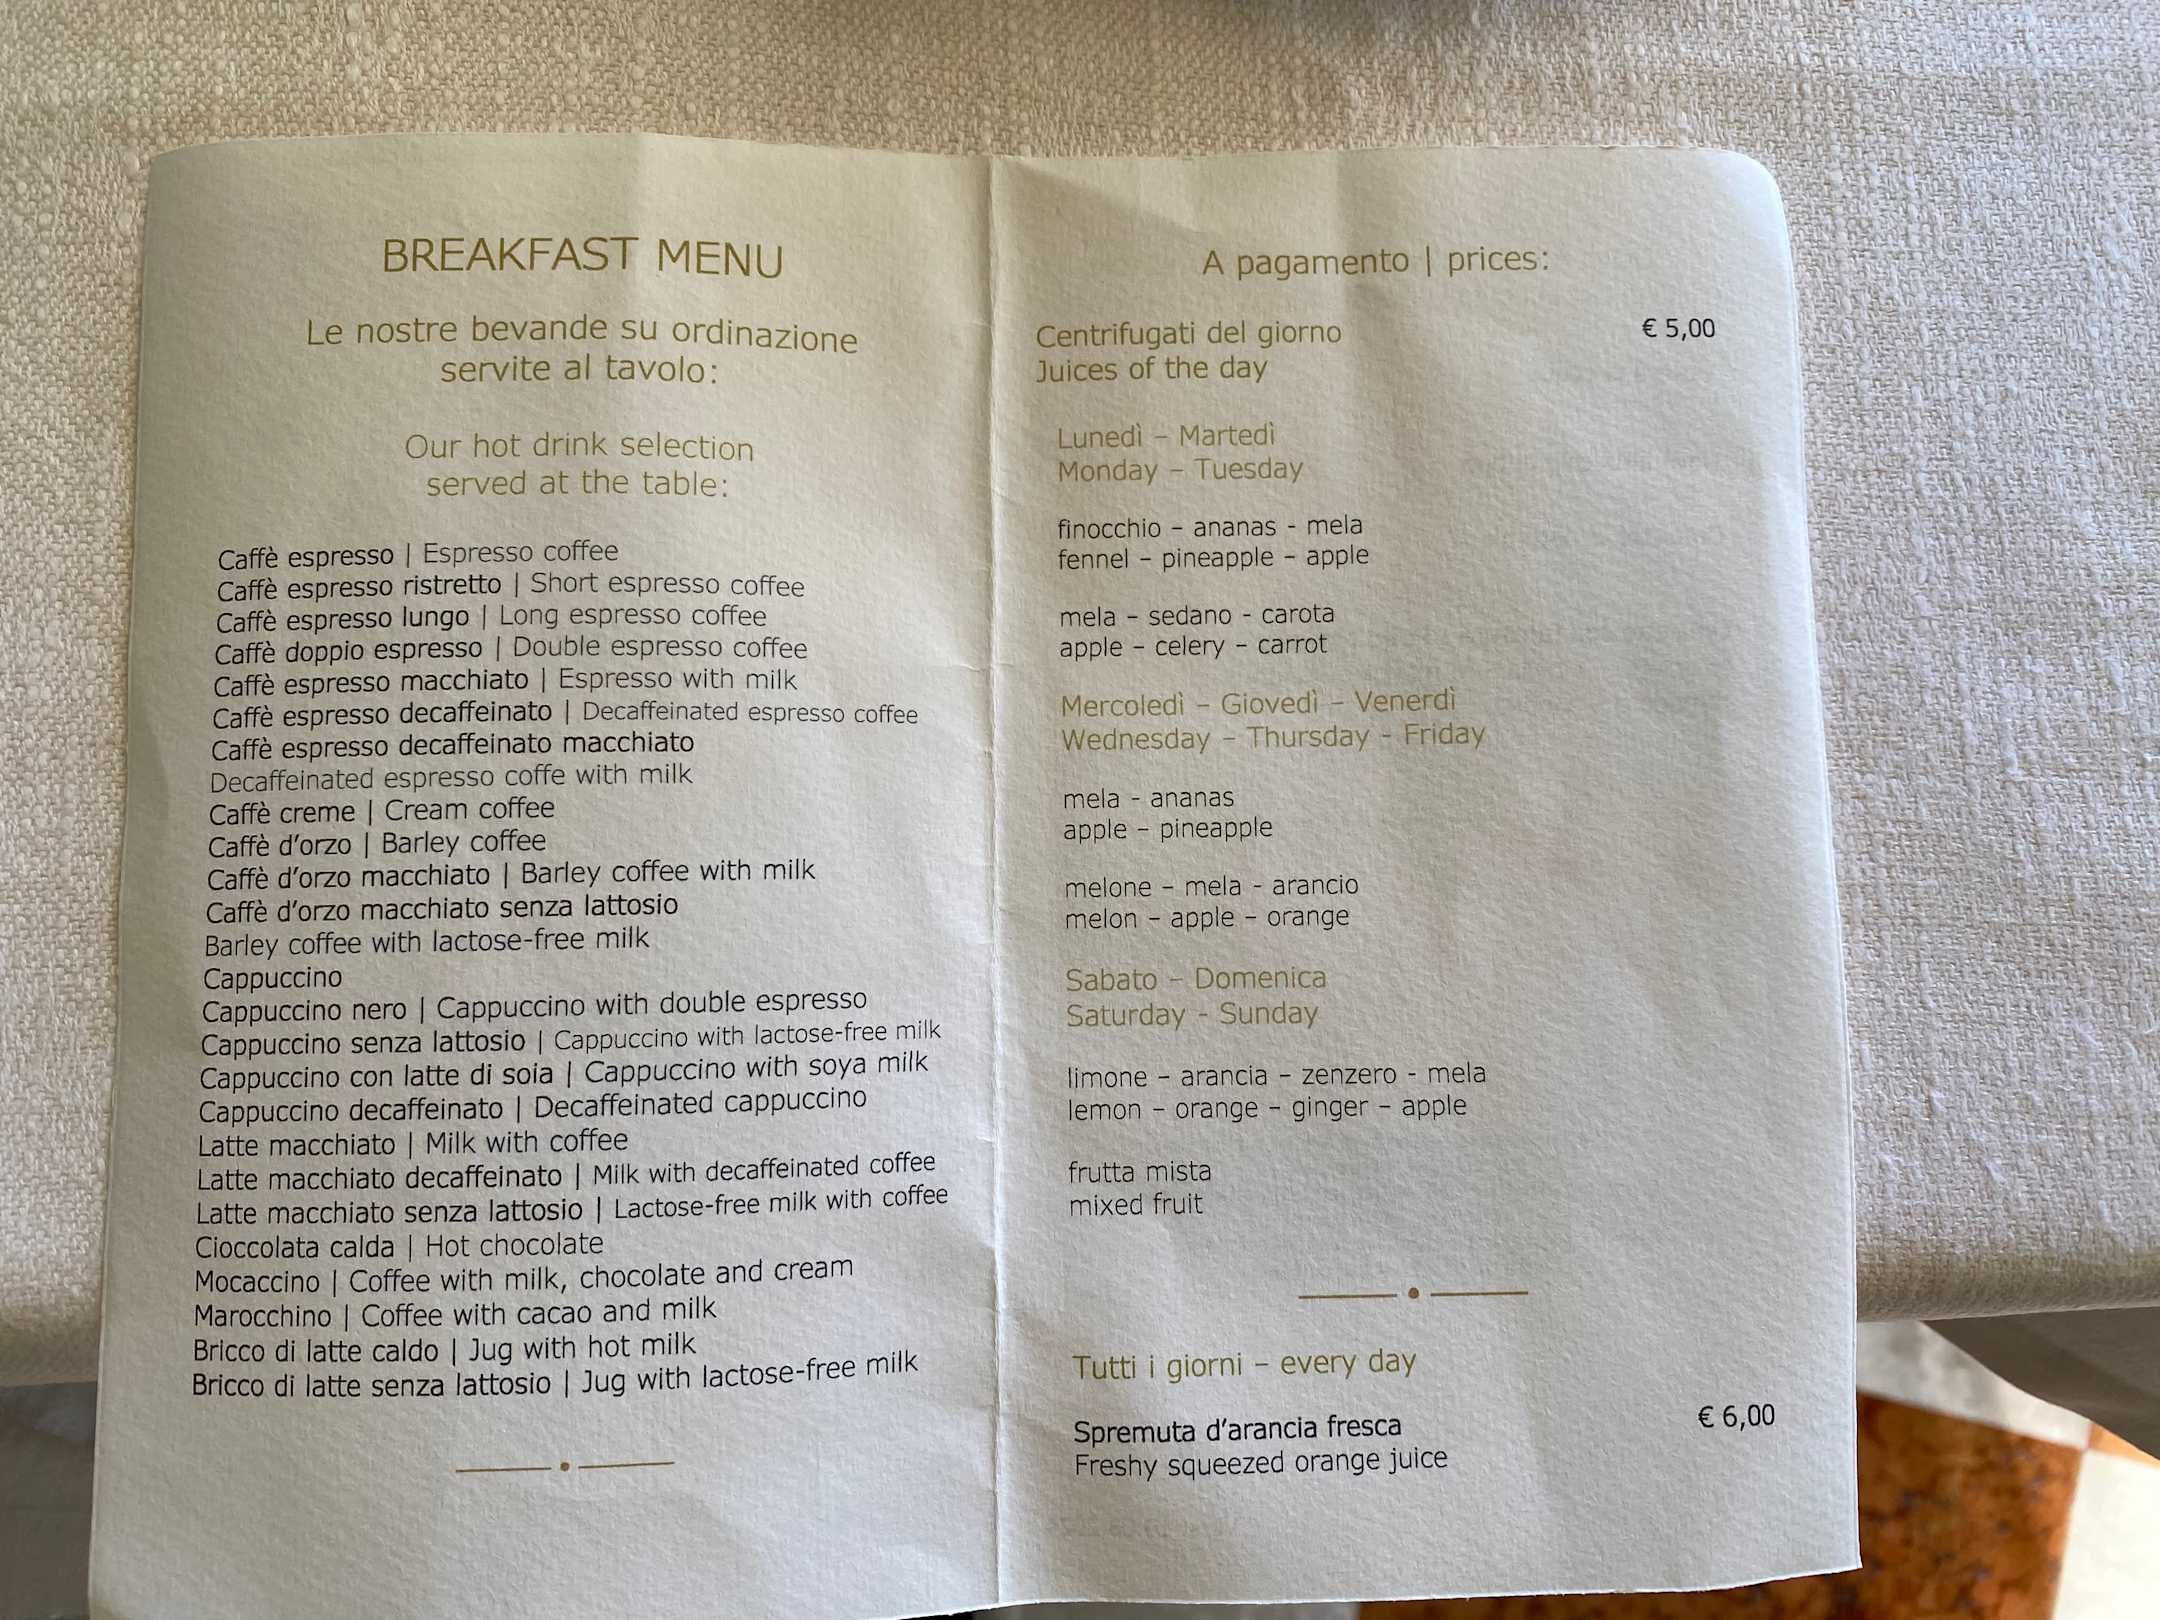 BREAKFAST MENU
Le nostre bevande su ordinazione
servite al tavolo:
Our hot drink selection
served at the table:
Caffè espresso | Espresso coffee
Caffè espresso ristretto | Short espresso coffee
Caffè espresso lungo | Long espresso coffee
Caffè doppio espresso | Double espresso coffee
Caffè espresso macchiato | Espresso with milk
Caffè espresso decaffeinato | Decaffeinated espresso coffee
Caffè espresso decaffeinato macchiato
Decaffeinated espresso coffe with milk
Caffè creme | Cream coffee
Caffè d’orzo | Barley coffee
Caffè d’orzo macchiato | Barley coffee with milk
Caffè d’orzo macchiato senza lattosio
Barley coffee with lactose-free milk
Cappuccino
Cappuccino nero | Cappuccino with double espresso
Cappuccino senza lattosio | Cappuccino with lactose-free milk
Cappuccino con latte di soia | Cappuccino with soya milk
Cappuccino decaffeinato | Decaffeinated cappuccino
Latte macchiato | Milk with coffee
Latte macchiato decaffeinato | Milk with decaffeinated coffee
Latte macchiato senza lattosio | Lactose-free milk with coffee
Cioccolata calda | Hot chocolate
Mocaccino | Coffee with milk, chocolate and cream
Marocchino | Coffee with cacao and milk
Bricco di latte caldo | Jug with hot milk
Bricco di latte senza lattosio | Jug with lactose-free milk
A pagamento | prices:
Centrifugati del giorno € 5,00
Juices of the day
Lunedì – Martedì
Monday – Tuesday
finocchio – ananas - mela
fennel – pineapple – apple
mela – sedano - carota
apple – celery – carrot
Mercoledì – Giovedì – Venerdì
Wednesday – Thursday - Friday
mela - ananas
apple – pineapple
melone – mela - arancio
melon – apple – orange
Sabato – Domenica
Saturday - Sunday
limone – arancia – zenzero - mela
lemon – orange – ginger – apple
frutta mista
mixed fruit
Tutti i giorni – every day
Spremuta d’arancia fresca € 6,00
Freshy squeezed orange juice